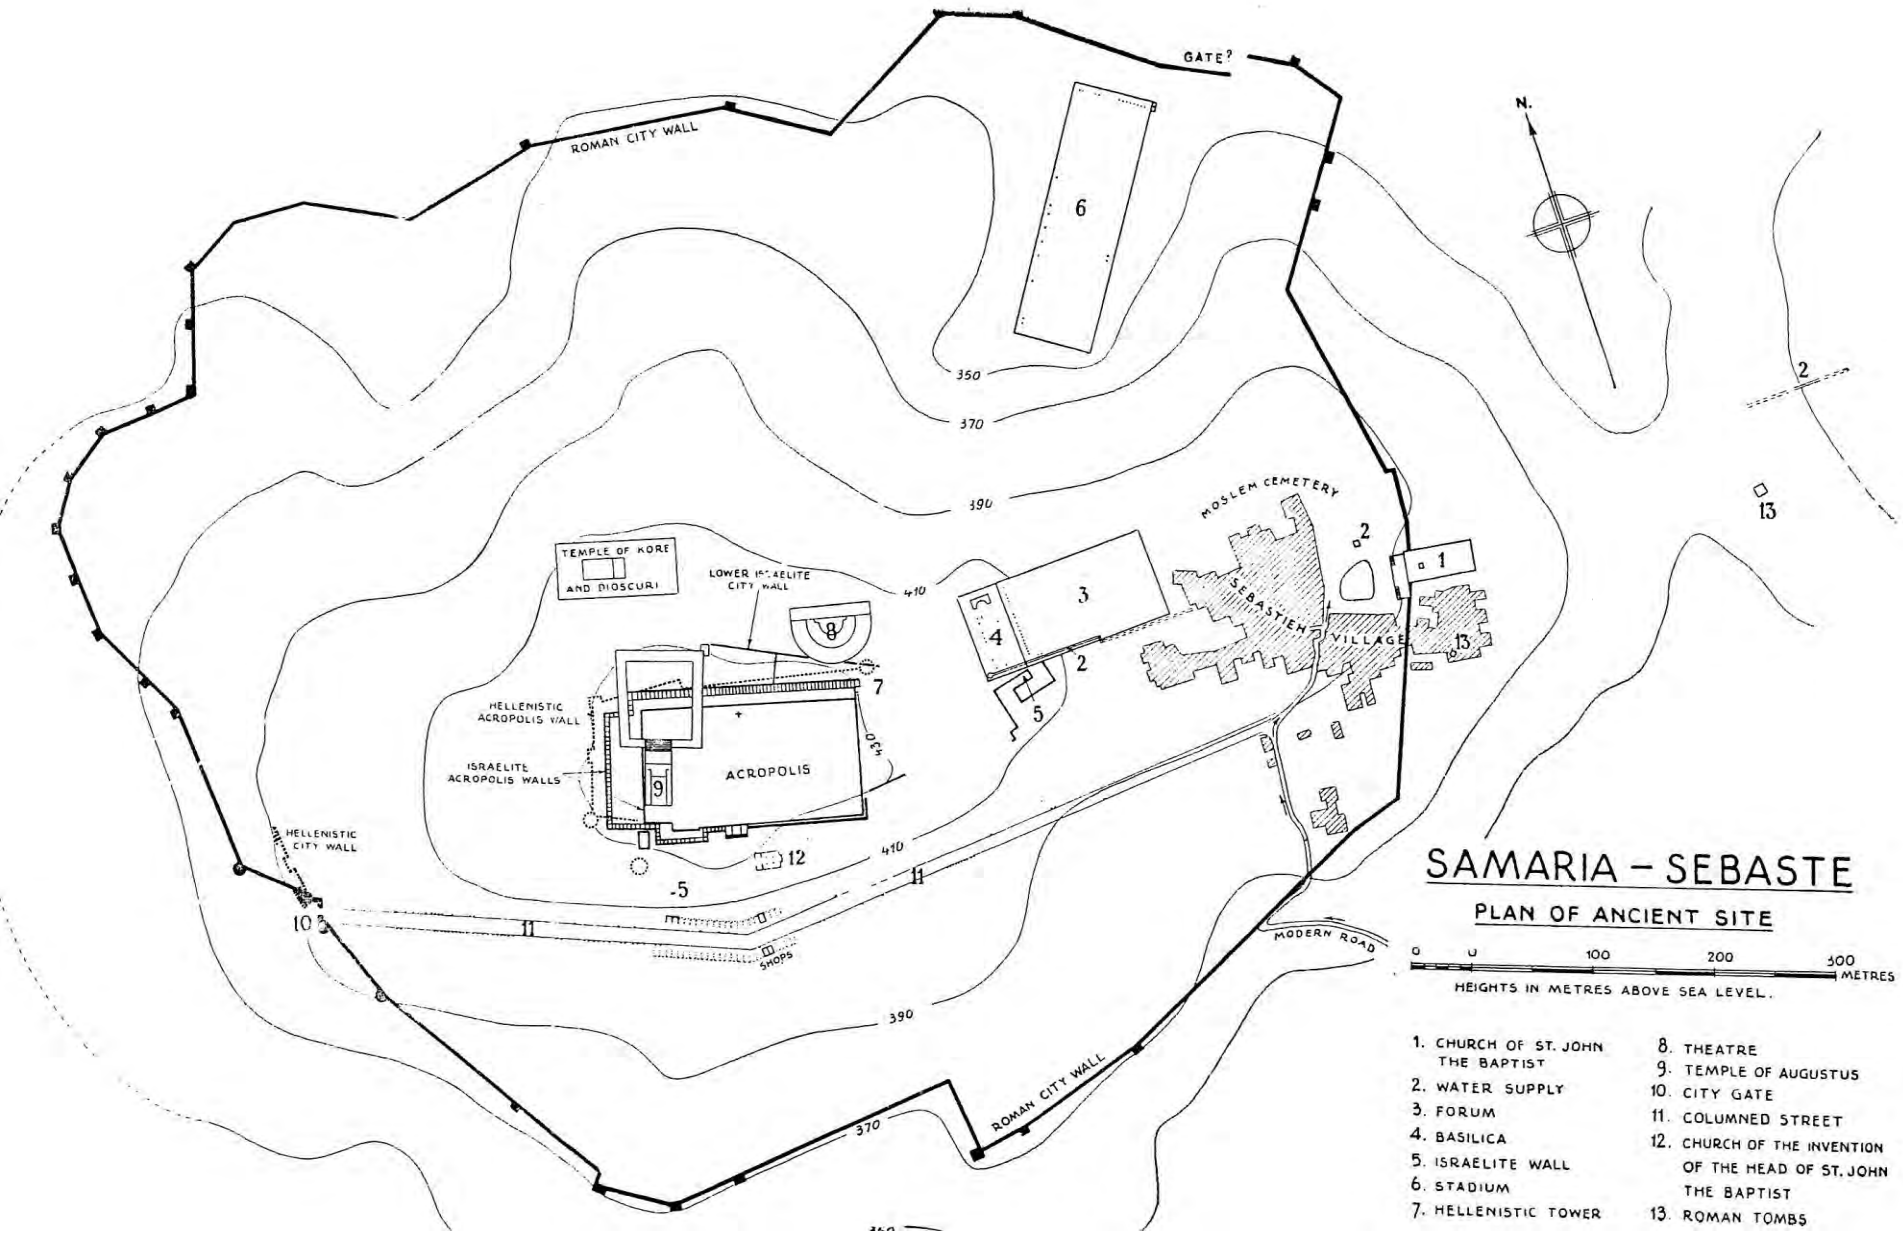 GATE?
N.
ROMAN CITY WALL
6
350
370
390
2
13
MOSLEM CEMETERY
2
1
TEMPLE OF KORE
AND DIOSCURI
LOWER ISRAELITE
CITY WALL
410
8
3
4
2
5
SEBASTIEH
VILLAGE
13
7
HELLENISTIC
ACROPOLIS WALL
430
ISRAELITE
ACROPOLIS WALLS
9
ACROPOLIS
HELLENISTIC
CITY WALL
12
410
5
11
10
11
SHOPS
MODERN ROAD
390
370
ROMAN CITY WALL
SAMARIA – SEBASTE
PLAN OF ANCIENT SITE
0 0 100 200 300
METRES
HEIGHTS IN METRES ABOVE SEA LEVEL.
1. CHURCH OF ST. JOHN
THE BAPTIST
2. WATER SUPPLY
3. FORUM
4. BASILICA
5. ISRAELITE WALL
6. STADIUM
7. HELLENISTIC TOWER
8. THEATRE
9. TEMPLE OF AUGUSTUS
10. CITY GATE
11. COLUMNED STREET
12. CHURCH OF THE INVENTION
OF THE HEAD OF ST. JOHN
THE BAPTIST
13. ROMAN TOMBS